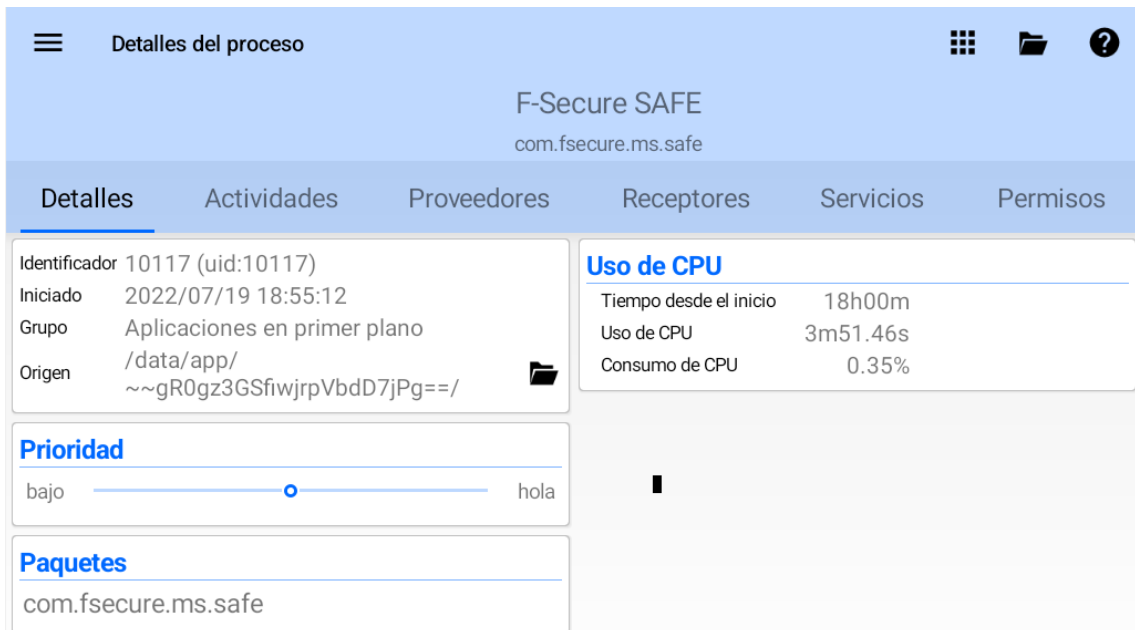 Detalles del proceso
F-Secure SAFE
com.fsecure.ms.safe
Detalles Actividades Proveedores Receptores Servicios Permisos
Identificador 10117 (uid:10117)
Iniciado 2022/07/19 18:55:12
Grupo Aplicaciones en primer plano
Origen /data/app/
~~gR0gz3GSfiwjrpVbdD7jPg==/
Prioridad
bajo hola
Paquetes
com.fsecure.ms.safe
Uso de CPU
Tiempo desde el inicio 18h00m
Uso de CPU 3m51.46s
Consumo de CPU 0.35%